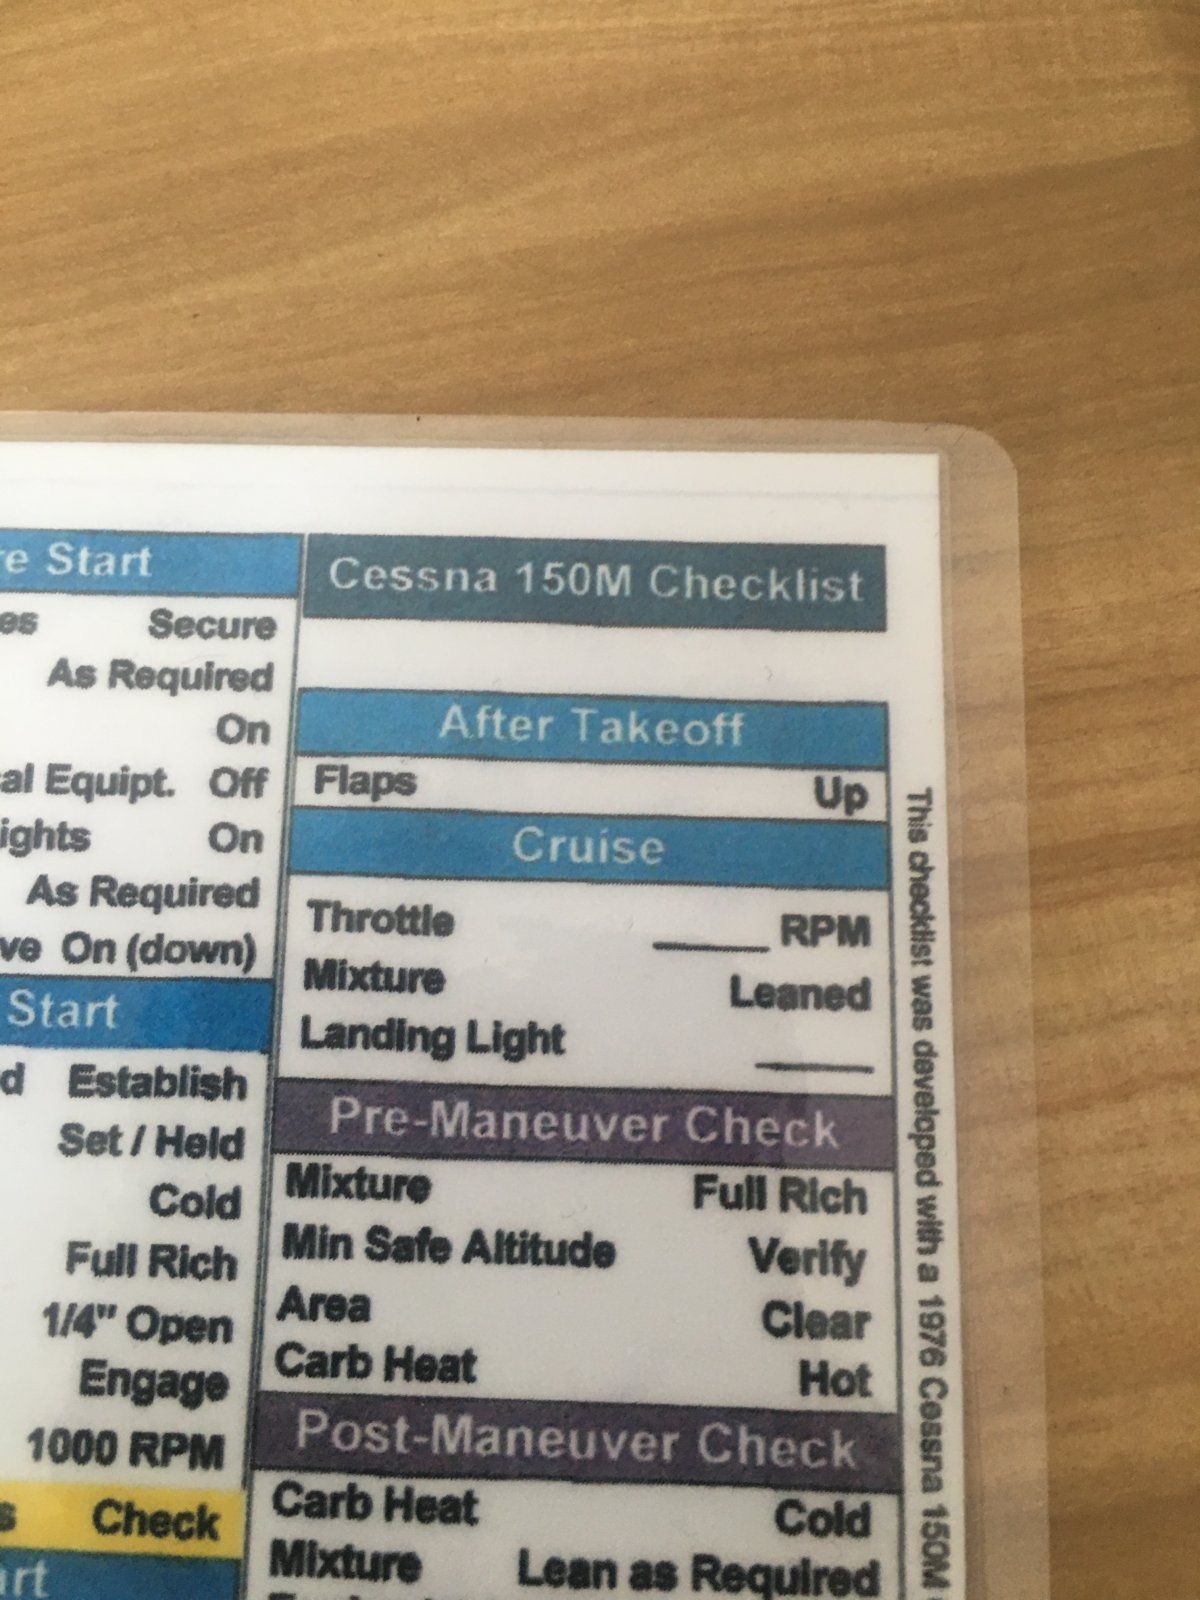 re Start
es Secure
As Required
On
al Equipt. Off
ights On
As Required
ve On (down)
Start
d Establish
Set / Held
Cold
Full Rich
1/4" Open
Engage
1000 RPM
s Check
art
Cessna 150M Checklist
After Takeoff
Flaps Up
Cruise
Throttle _____ RPM
Mixture Leaned
Landing Light _____
Pre-Maneuver Check
Mixture Full Rich
Min Safe Altitude Verify
Area Clear
Carb Heat Hot
Post-Maneuver Check
Carb Heat Cold
Mixture Lean as Required
This checklist was developed with a 1976 Cessna 150M